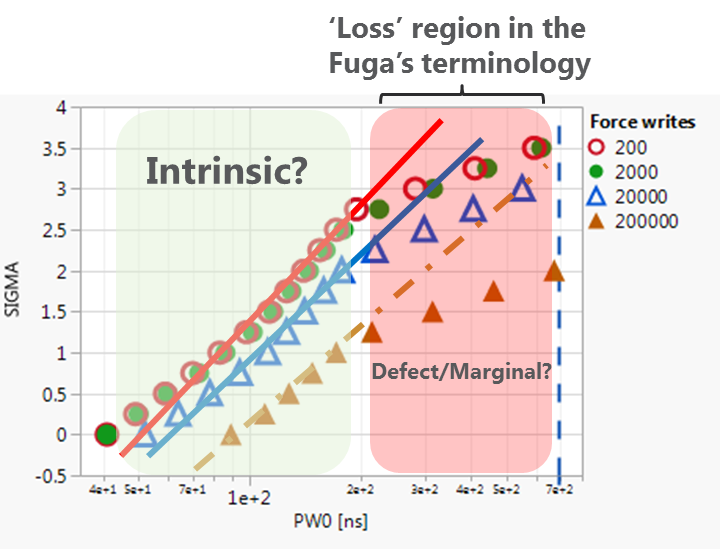 ‘Loss’ region in the
Fuga’s terminology
Intrinsic?
Defect/Marginal?
Force writes
200
2000
20000
200000
SIGMA
4
3.5
3
2.5
2
1.5
1
0.5
0
-0.5
4e+1 5e+1 7e+1 1e+2 2e+2 3e+2 4e+2 5e+2 7e+2
PW0 [ns]